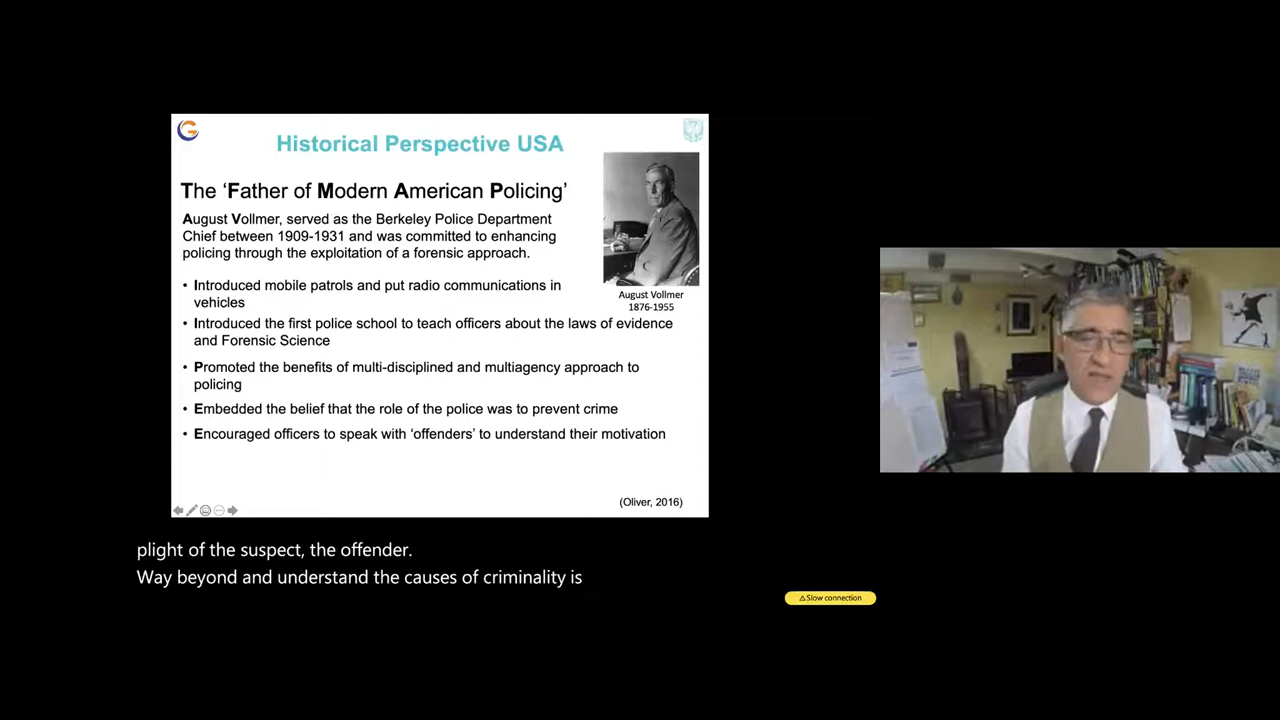 Historical Perspective USA
The ‘Father of Modern American Policing’
August Vollmer, served as the Berkeley Police Department
Chief between 1909-1931 and was committed to enhancing
policing through the exploitation of a forensic approach.
• Introduced mobile patrols and put radio communications in
vehicles
• Introduced the first police school to teach officers about the laws of evidence
and Forensic Science
• Promoted the benefits of multi-disciplined and multiagency approach to
policing
• Embedded the belief that the role of the police was to prevent crime
• Encouraged officers to speak with ‘offenders’ to understand their motivation
August Vollmer
1876-1955
(Oliver, 2016)
plight of the suspect, the offender.
Way beyond and understand the causes of criminality is
⚠Slow connection